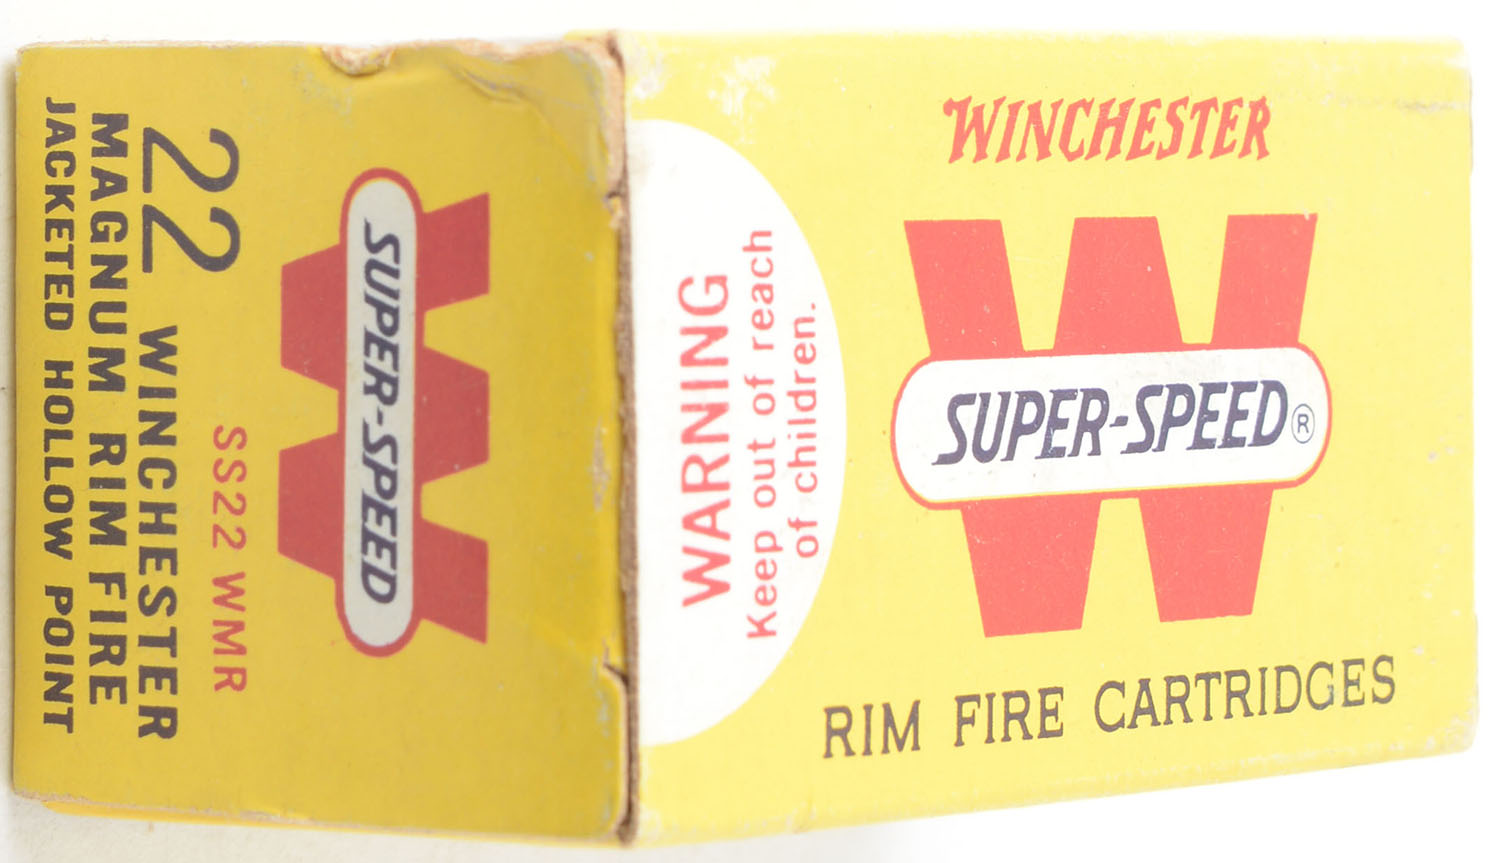 WINCHESTER
W
SUPER-SPEED®
RIM FIRE CARTRIDGES
WARNING
Keep out of reach
of children.
W
SUPER-SPEED
SS22 WMR
22 WINCHESTER
MAGNUM RIM FIRE
JACKETED HOLLOW POINT